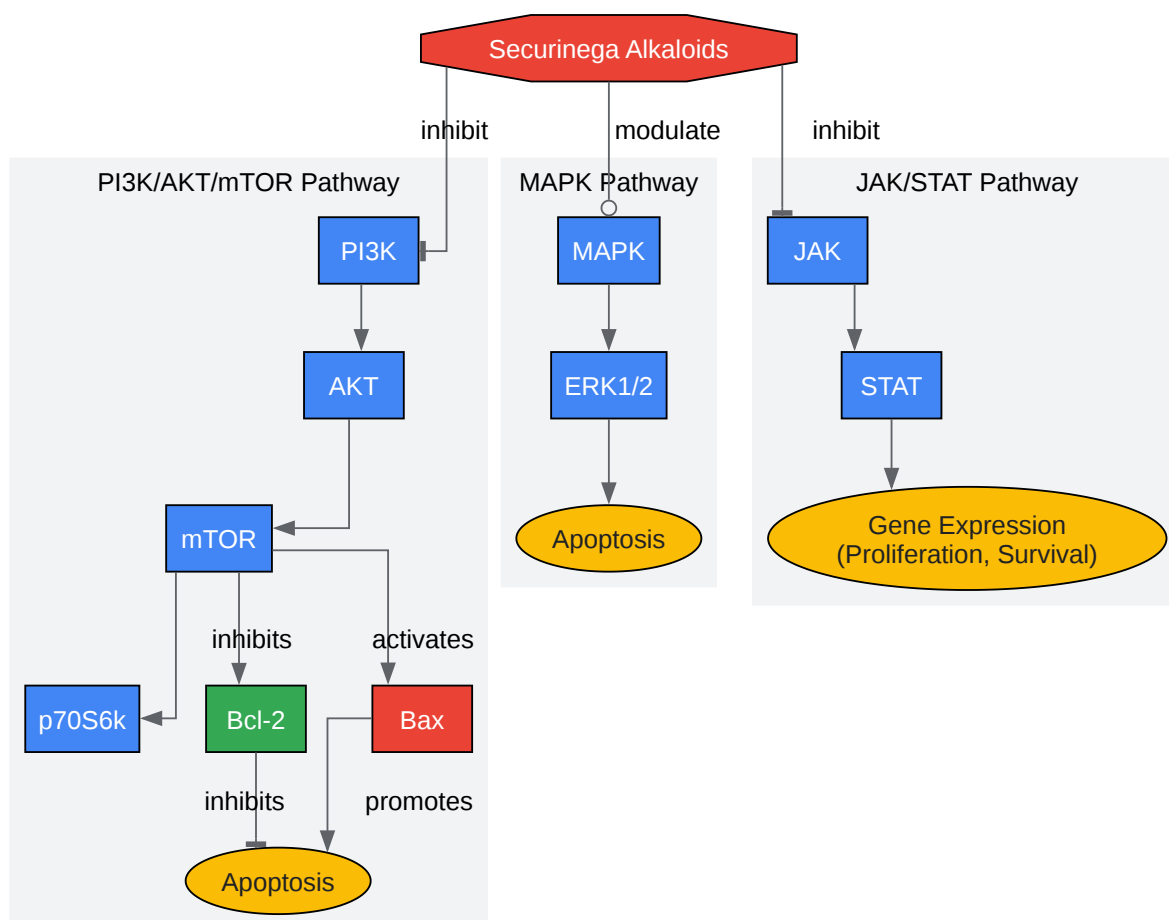 Securinega Alkaloids
inhibit
modulate
inhibit
PI3K/AKT/mTOR Pathway
MAPK Pathway
JAK/STAT Pathway
PI3K
MAPK
JAK
AKT
ERK1/2
STAT
mTOR
Apoptosis
Gene Expression
(Proliferation, Survival)
inhibits
activates
p70S6k
Bcl-2
Bax
inhibits
promotes
Apoptosis